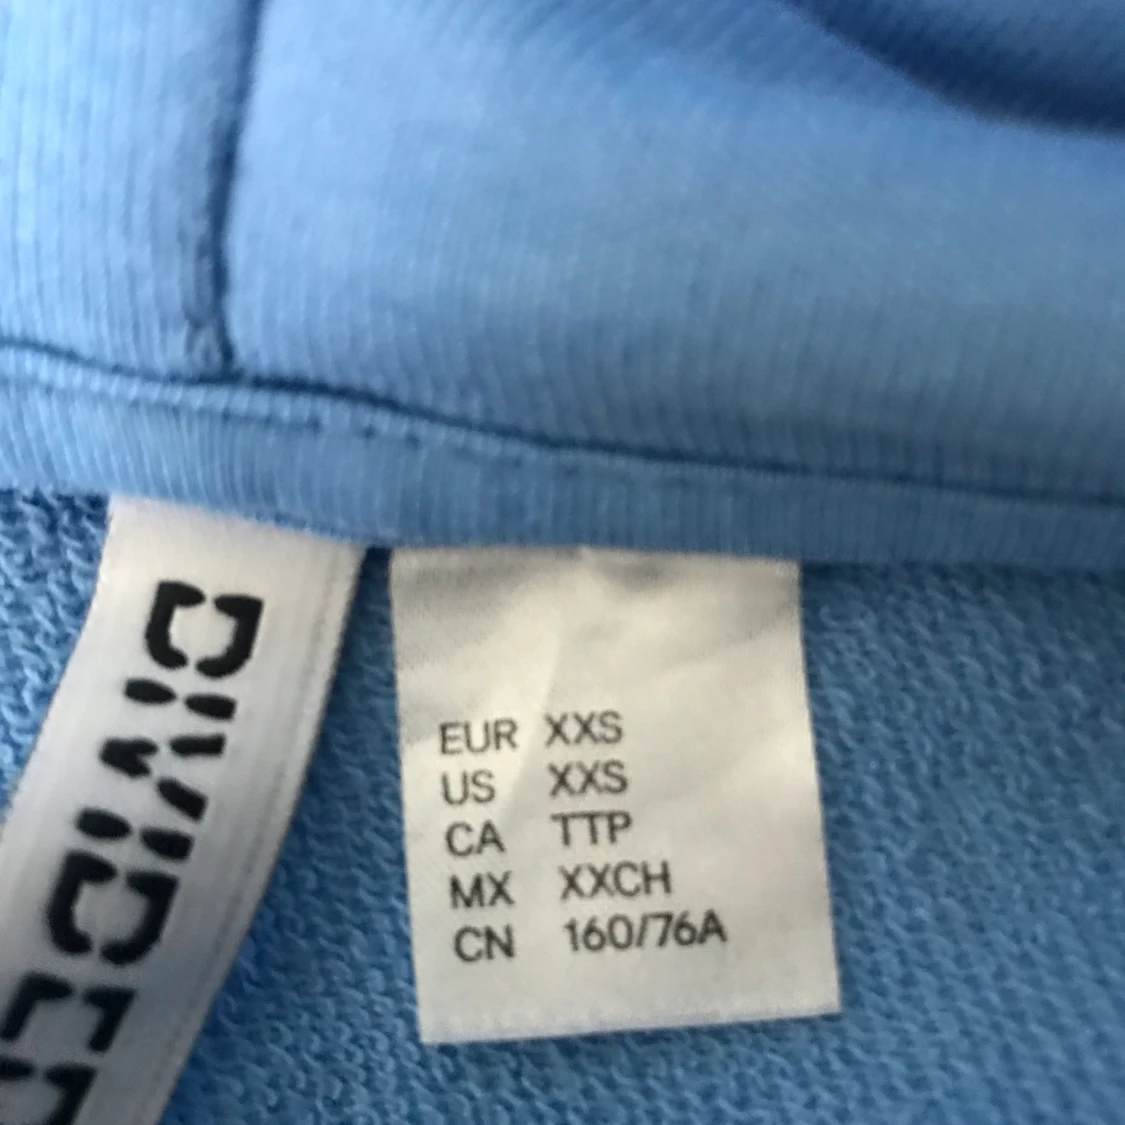 DIVIDED
EUR XXS
US XXS
CA TTP
MX XXCH
CN 160/76A